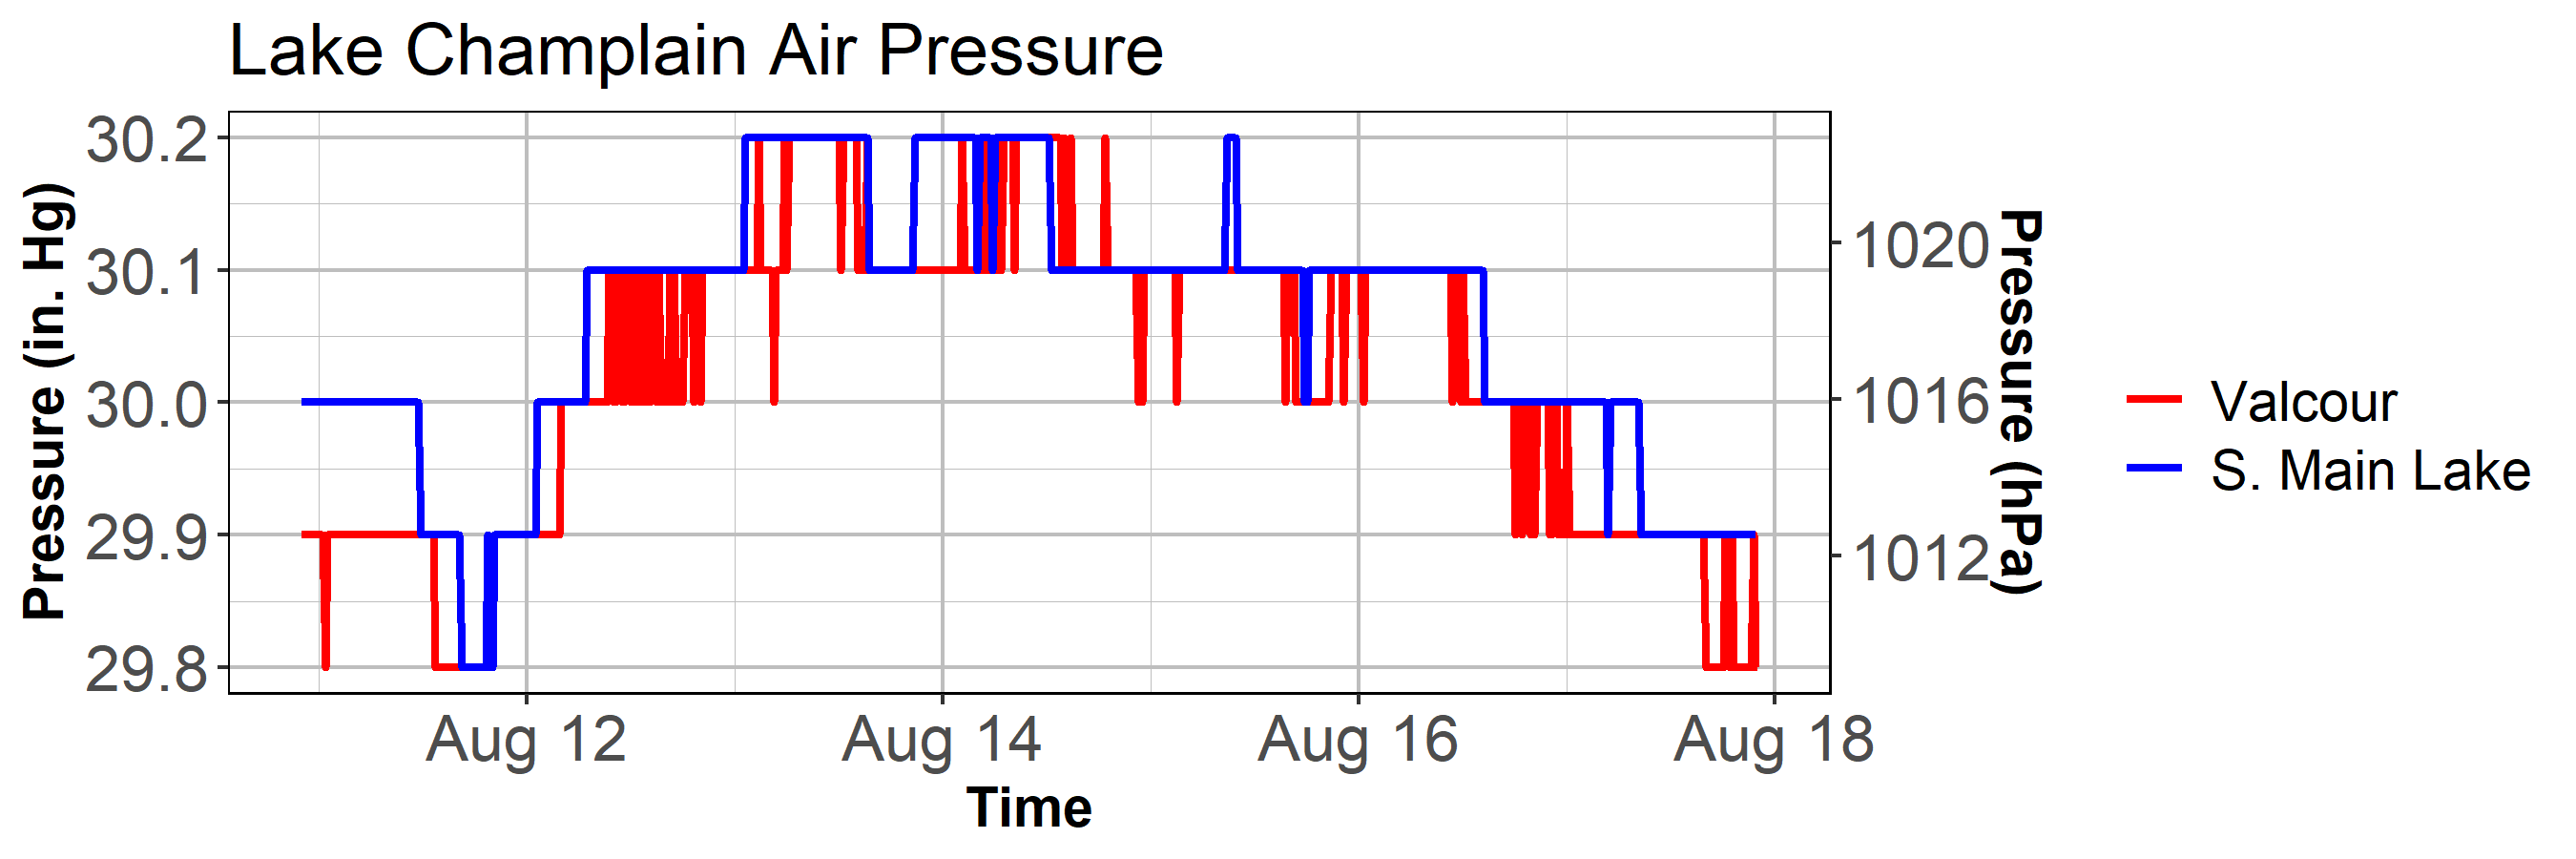 Lake Champlain Air Pressure
30.2
30.1
30.0
29.9
29.8
Pressure (in. Hg)
1020
1016
1012
Pressure (hPa)
Aug 12
Aug 14
Aug 16
Aug 18
Time
Valcour
S. Main Lake